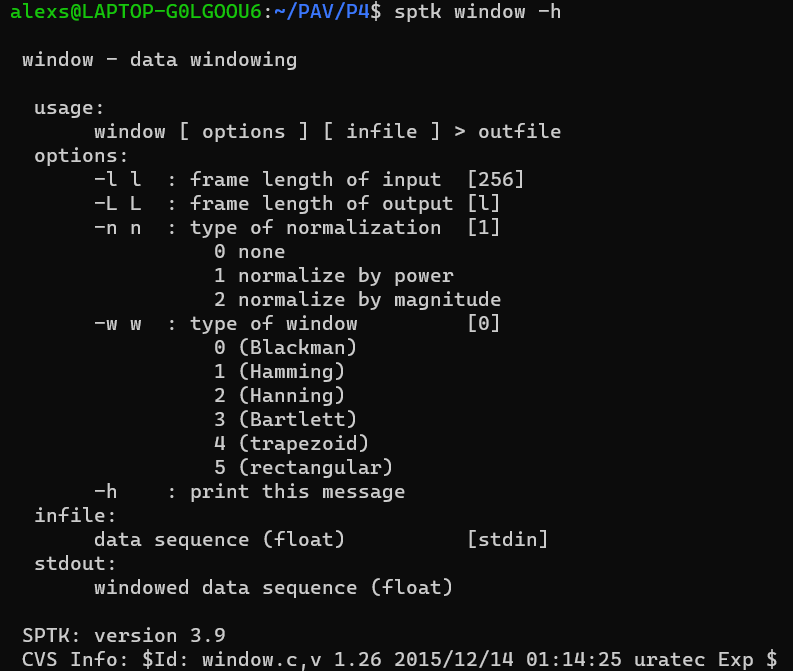 alexs@LAPTOP-G0LGOOU6:~/PAV/P4$ sptk window -h
window - data windowing
usage:
window [ options ] [ infile ] > outfile
options:
-l l : frame length of input [256]
-L L : frame length of output [l]
-n n : type of normalization [1]
0 none
1 normalize by power
2 normalize by magnitude
-w w : type of window [0]
0 (Blackman)
1 (Hamming)
2 (Hanning)
3 (Bartlett)
4 (trapezoid)
5 (rectangular)
-h : print this message
infile:
data sequence (float) [stdin]
stdout:
windowed data sequence (float)
SPTK: version 3.9
CVS Info: $Id: window.c,v 1.26 2015/12/14 01:14:25 uratec Exp $